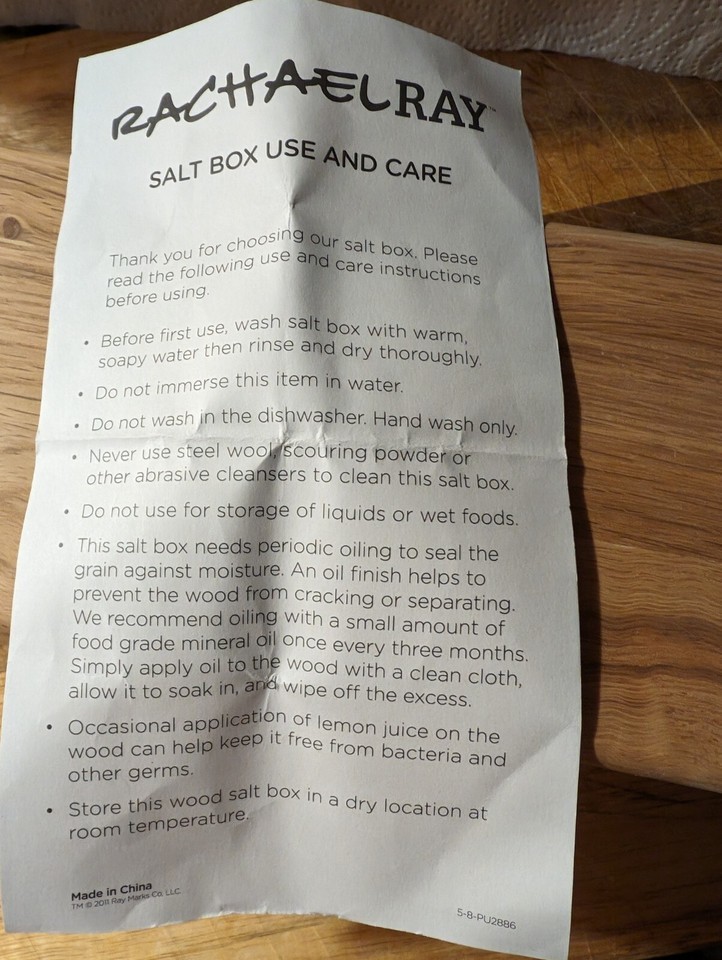 RACHAEL RAY™
SALT BOX USE AND CARE
Thank you for choosing our salt box. Please
read the following use and care instructions
before using.
• Before first use, wash salt box with warm,
soapy water then rinse and dry thoroughly.
• Do not immerse this item in water.
• Do not wash in the dishwasher. Hand wash only.
• Never use steel wool, scouring powder or
other abrasive cleansers to clean this salt box.
• Do not use for storage of liquids or wet foods.
• This salt box needs periodic oiling to seal the
grain against moisture. An oil finish helps to
prevent the wood from cracking or separating.
We recommend oiling with a small amount of
food grade mineral oil once every three months.
Simply apply oil to the wood with a clean cloth,
allow it to soak in, and wipe off the excess.
• Occasional application of lemon juice on the
wood can help keep it free from bacteria and
other germs.
• Store this wood salt box in a dry location at
room temperature.
Made in China
TM © 2011 Ray Marks Co. LLC
5-8-PU2886